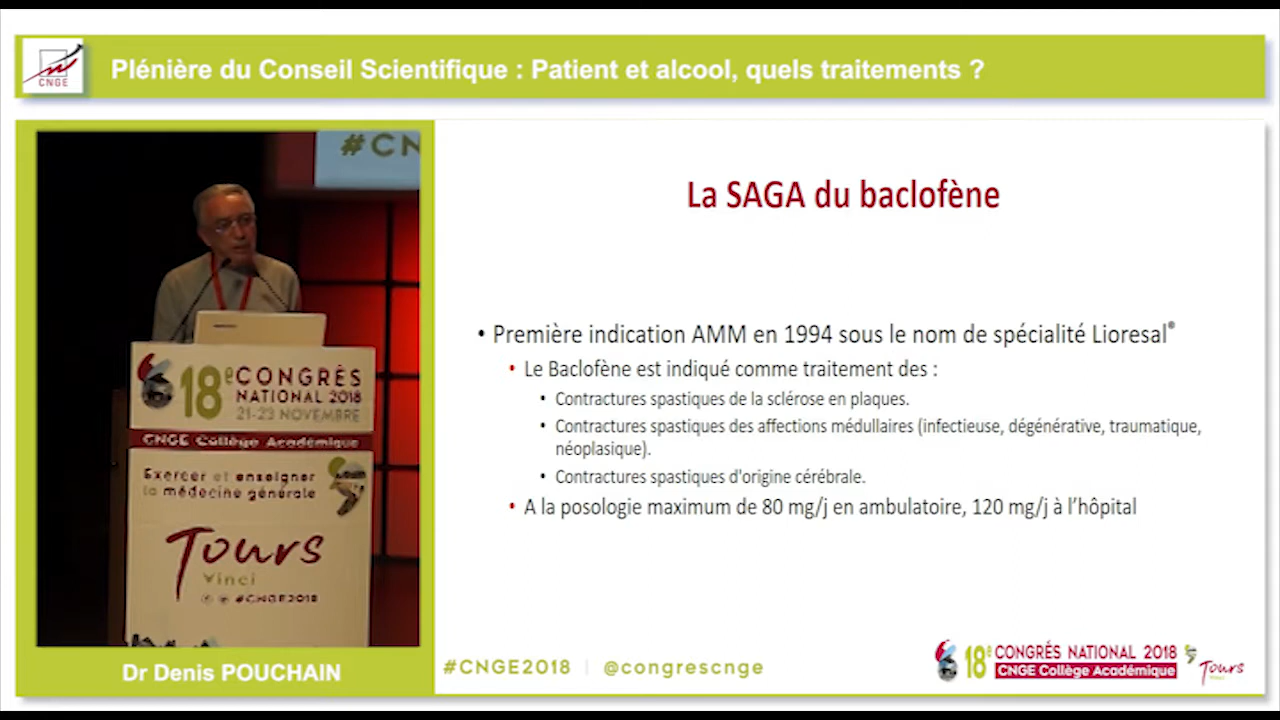 CNGE
Plénière du Conseil Scientifique : Patient et alcool, quels traitements ?
#CN
18e CONGRÈS
NATIONAL 2018
21-23 NOVEMBRE
CNGE Collège Académique
Exercer et enseigner
la médecine générale
Tours
Vinci
#CNGE2018
Dr Denis POUCHAIN
La SAGA du baclofène
• Première indication AMM en 1994 sous le nom de spécialité Lioresal®
• Le Baclofène est indiqué comme traitement des :
• Contractures spastiques de la sclérose en plaques.
• Contractures spastiques des affections médullaires (infectieuse, dégénérative, traumatique,
néoplasique).
• Contractures spastiques d'origine cérébrale.
• A la posologie maximum de 80 mg/j en ambulatoire, 120 mg/j à l’hôpital
#CNGE2018 | @congrescnge
18e CONGRÈS NATIONAL 2018
CNGE Collège Académique
Tours
Vinci